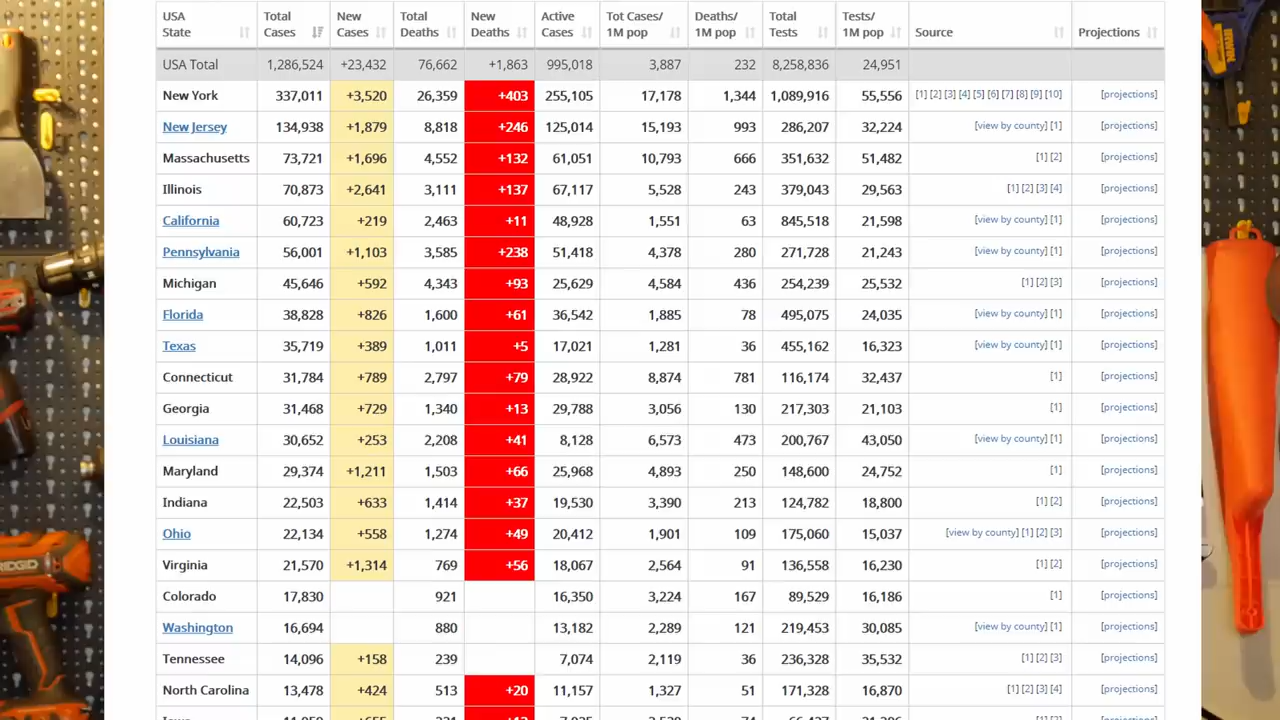 USA State Total Cases New Cases Total Deaths New Deaths Active Cases Tot Cases/ 1M pop Deaths/ 1M pop Total Tests Tests/ 1M pop Source Projections
USA Total 1,286,524 +23,432 76,662 +1,863 995,018 3,887 232 8,258,836 24,951
New York 337,011 +3,520 26,359 +403 255,105 17,178 1,344 1,089,916 55,556 [1] [2] [3] [4] [5] [6] [7] [8] [9] [10] [projections]
New Jersey 134,938 +1,879 8,818 +246 125,014 15,193 993 286,207 32,224 [view by county] [1] [projections]
Massachusetts 73,721 +1,696 4,552 +132 61,051 10,793 666 351,632 51,482 [1] [2] [projections]
Illinois 70,873 +2,641 3,111 +137 67,117 5,528 243 379,043 29,563 [1] [2] [3] [4] [projections]
California 60,723 +219 2,463 +11 48,928 1,551 63 845,518 21,598 [view by county] [1] [projections]
Pennsylvania 56,001 +1,103 3,585 +238 51,418 4,378 280 271,728 21,243 [view by county] [1] [projections]
Michigan 45,646 +592 4,343 +93 25,629 4,584 436 254,239 25,532 [1] [2] [3] [projections]
Florida 38,828 +826 1,600 +61 36,542 1,885 78 495,075 24,035 [view by county] [1] [projections]
Texas 35,719 +389 1,011 +5 17,021 1,281 36 455,162 16,323 [view by county] [1] [projections]
Connecticut 31,784 +789 2,797 +79 28,922 8,874 781 116,174 32,437 [1] [projections]
Georgia 31,468 +729 1,340 +13 29,788 3,056 130 217,303 21,103 [1] [projections]
Louisiana 30,652 +253 2,208 +41 8,128 6,573 473 200,767 43,050 [view by county] [1] [projections]
Maryland 29,374 +1,211 1,503 +66 25,968 4,893 250 148,600 24,752 [1] [projections]
Indiana 22,503 +633 1,414 +37 19,530 3,390 213 124,782 18,800 [1] [2] [projections]
Ohio 22,134 +558 1,274 +49 20,412 1,901 109 175,060 15,037 [view by county] [1] [2] [3] [projections]
Virginia 21,570 +1,314 769 +56 18,067 2,564 91 136,558 16,230 [1] [2] [projections]
Colorado 17,830 921 16,350 3,224 167 89,529 16,186 [1] [projections]
Washington 16,694 880 13,182 2,289 121 219,453 30,085 [view by county] [1] [projections]
Tennessee 14,096 +158 239 7,074 2,119 36 236,328 35,532 [1] [2] [3] [projections]
North Carolina 13,478 +424 513 +20 11,157 1,327 51 171,328 16,870 [1] [2] [3] [4] [projections]
RIDGID
IRWIN